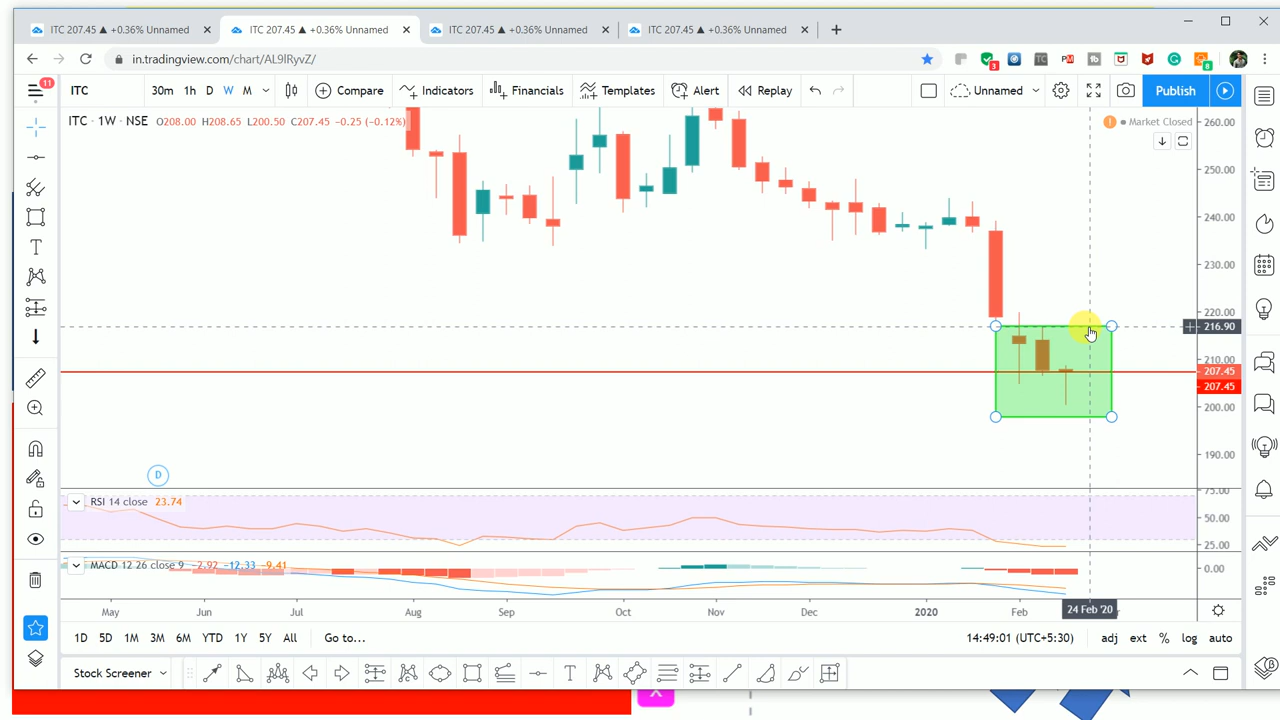 ITC 207.45 ▲ +0.36% Unnamed
ITC 207.45 ▲ +0.36% Unnamed
ITC 207.45 ▲ +0.36% Unnamed
ITC 207.45 ▲ +0.36% Unnamed
3
TC
PM
8
11
ITC
30m 1h D W M
Compare
Indicators
Financials
Templates
Alert
Replay
Unnamed
Publish
ITC · 1W · NSE O208.00 H208.65 L200.50 C207.45 −0.25 (−0.12%)
Market Closed
260.00
250.00
240.00
230.00
220.00
216.90
210.00
207.45
207.45
200.00
190.00
D
RSI 14 close 23.74
75.00
50.00
25.00
MACD 12 26 close 9 −2.92 −12.33 −9.41
0.00
May Jun Jul Aug Sep Oct Nov Dec 2020 Feb 24 Feb '20
1D 5D 1M 3M 6M YTD 1Y 5Y All Go to...
14:49:01 (UTC+5:30) adj ext % log auto
Stock Screener